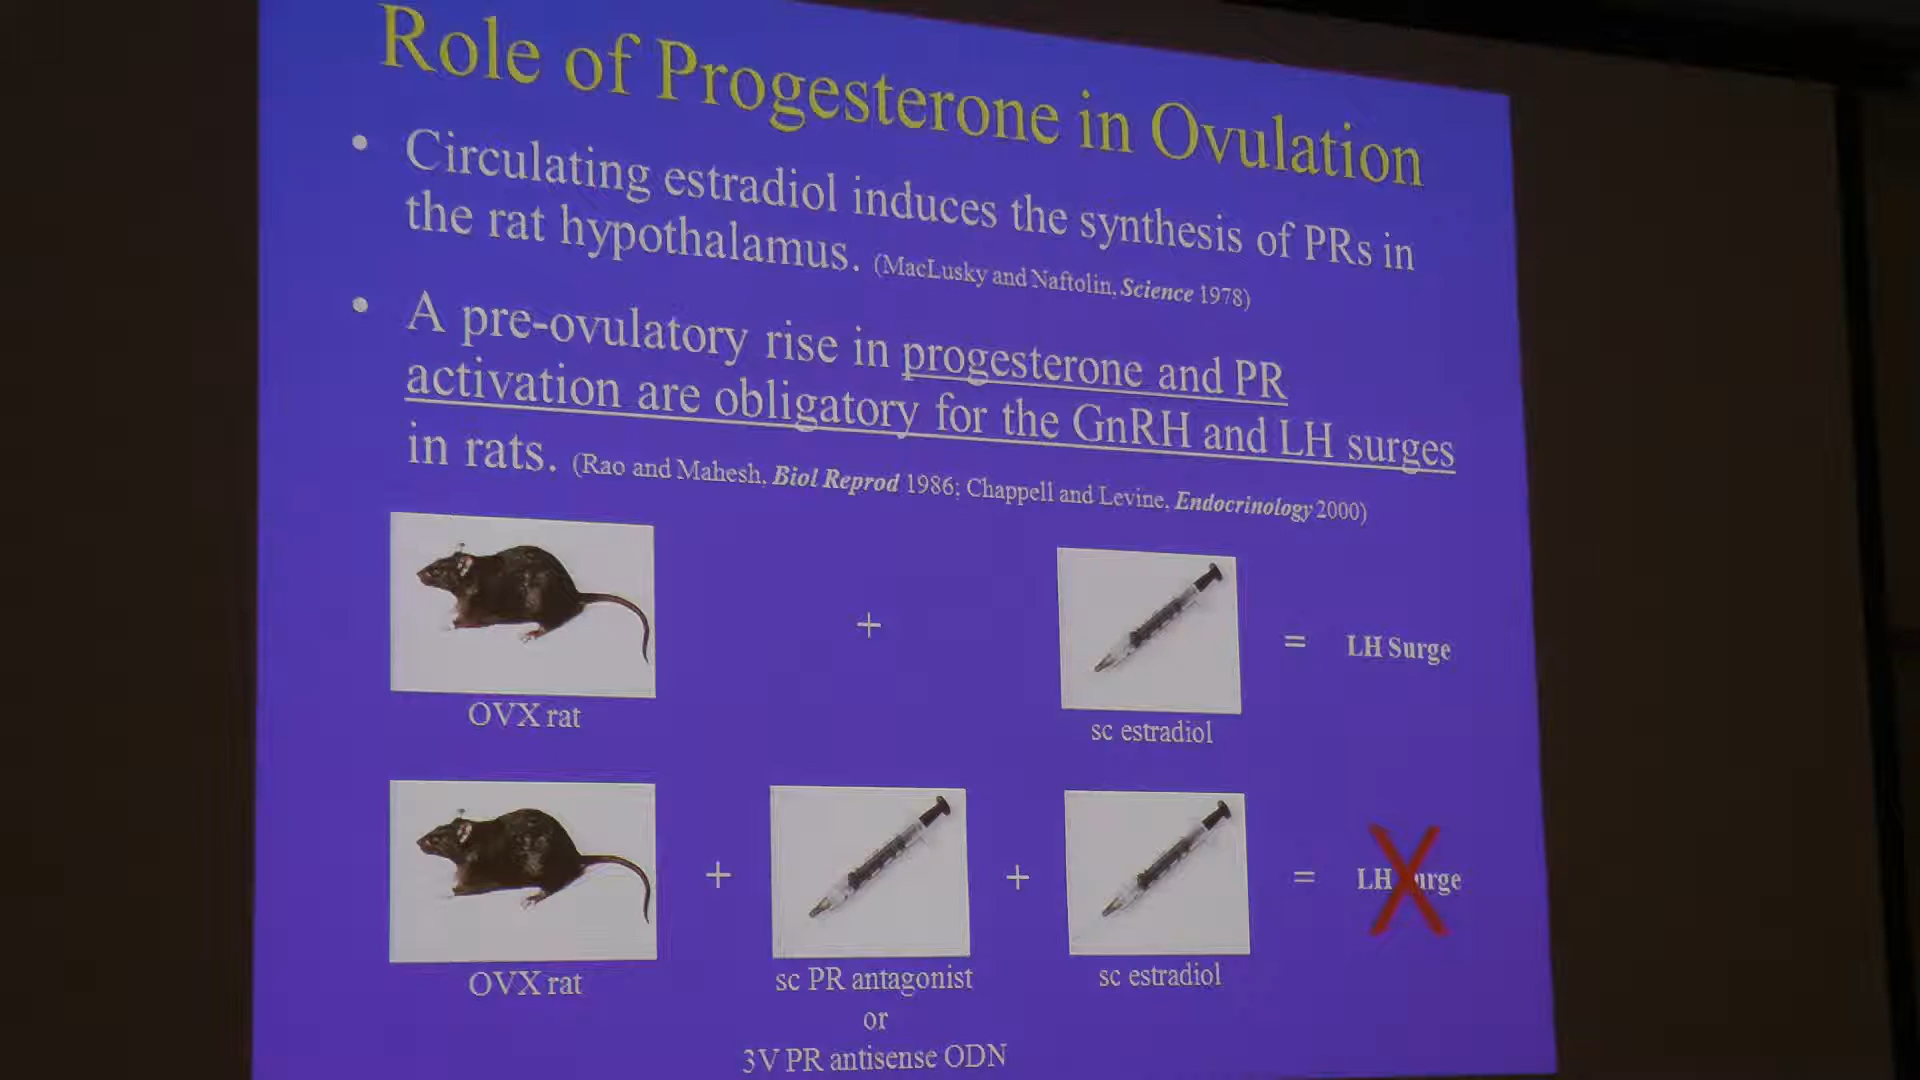 Role of Progesterone in Ovulation
• Circulating estradiol induces the synthesis of PRs in
the rat hypothalamus. (MacLusky and Naftolin, Science 1978)
• A pre-ovulatory rise in progesterone and PR
activation are obligatory for the GnRH and LH surges
in rats. (Rao and Mahesh, Biol Reprod 1986; Chappell and Levine, Endocrinology 2000)
+ = LH Surge
OVX rat sc estradiol
+ + = LH Surge
OVX rat sc PR antagonist sc estradiol
or
3V PR antisense ODN